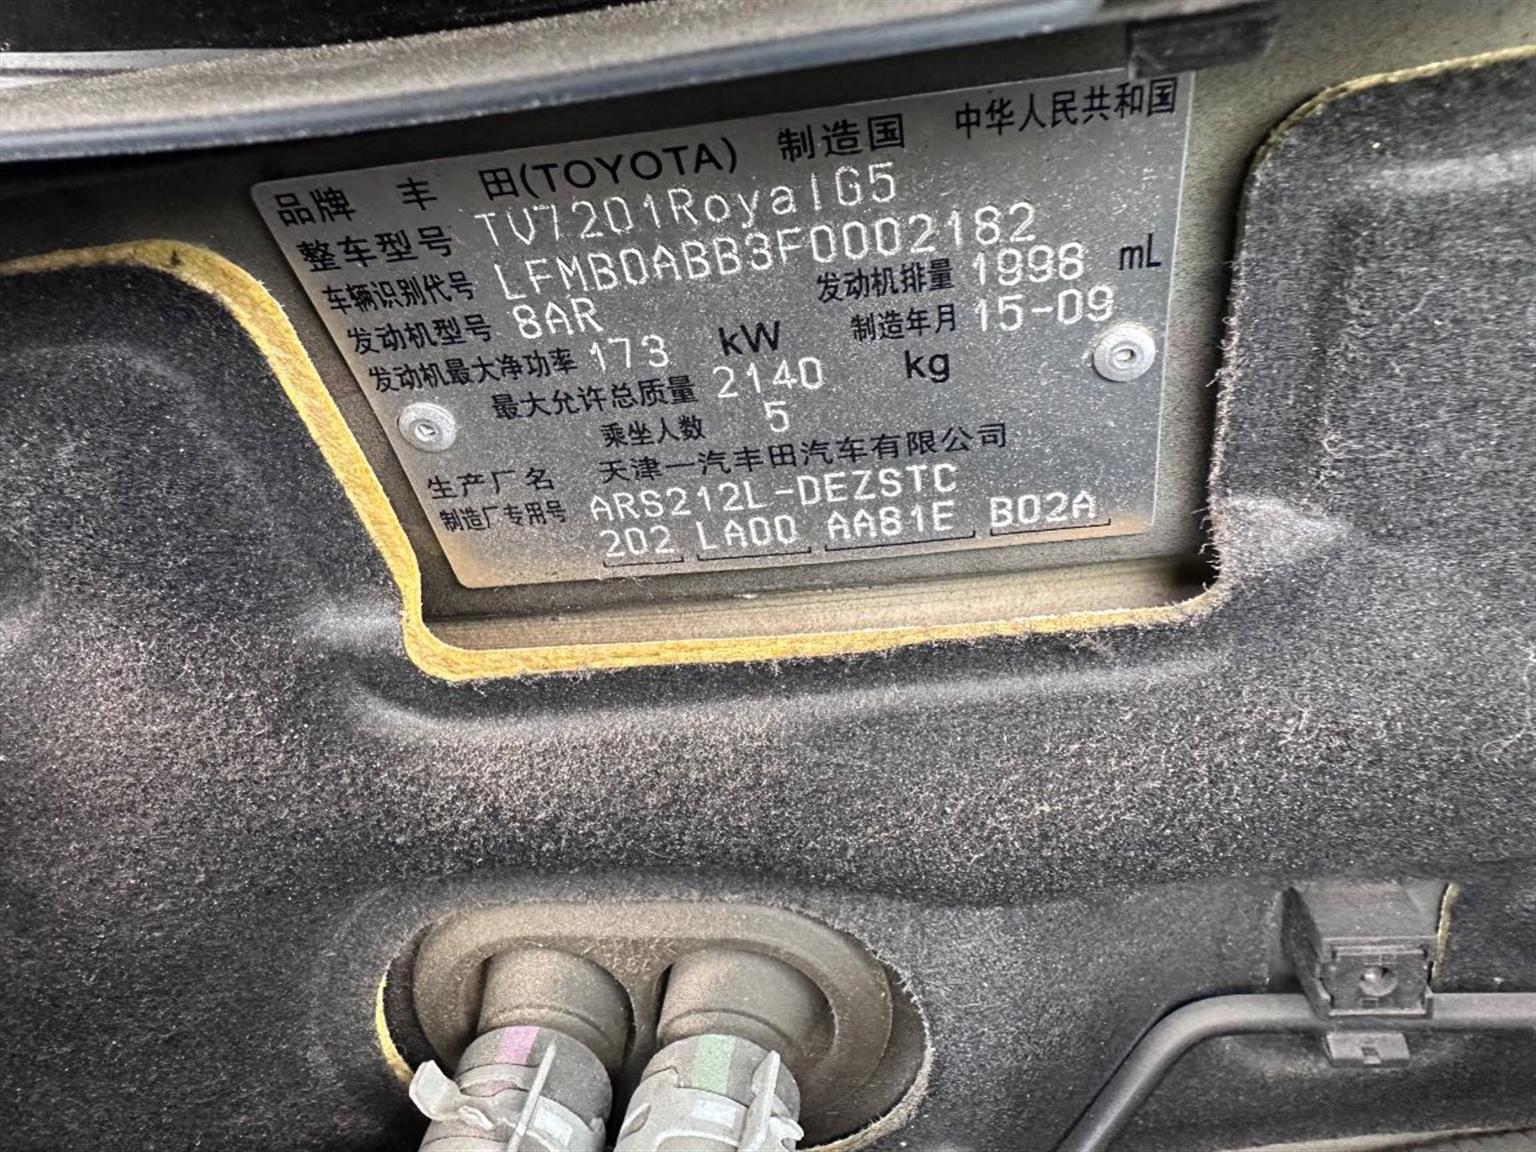 品牌 丰 田(TOYOTA) 制造国 中华人民共和国
整车型号 TV7201RoyalG5
车辆识别代号 LFMB0ABB3F0002182
发动机型号 8AR 发动机排量 1998 mL
发动机最大净功率 173 kW 制造年月 15-09
最大允许总质量 2140 kg
乘坐人数 5
生产厂名 天津一汽丰田汽车有限公司
制造厂专用号 ARS212L-DEZSTC
202 LA00 AA81E B02A